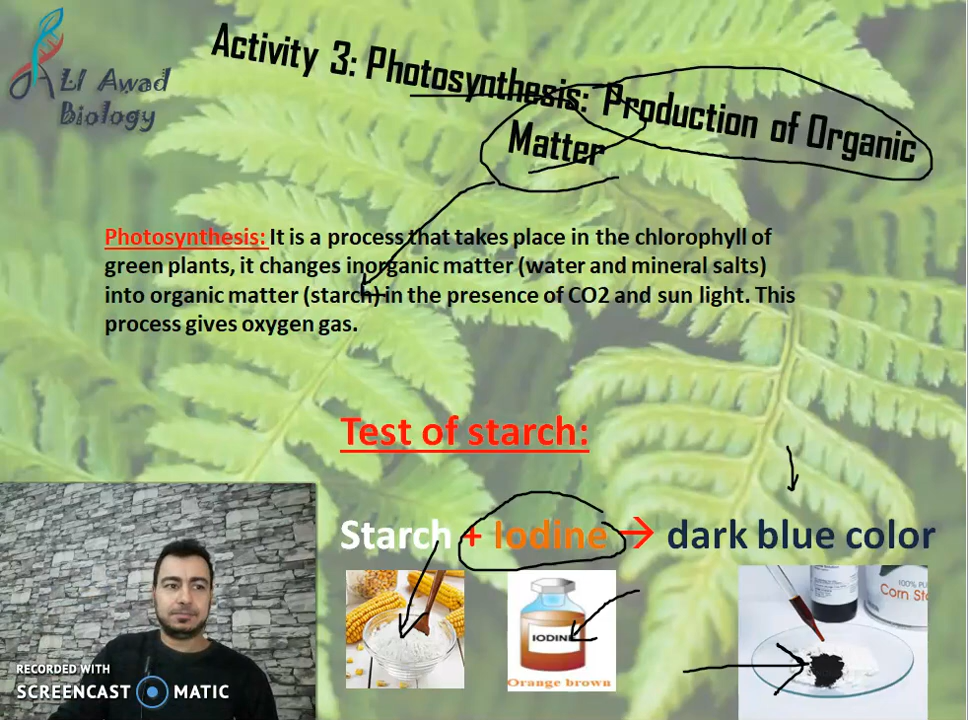 ALI Awad
Biology
Activity 3: Photosynthesis: Production of Organic
Matter
Photosynthesis: It is a process that takes place in the chlorophyll of
green plants, it changes inorganic matter (water and mineral salts)
into organic matter (starch) in the presence of CO2 and sun light. This
process gives oxygen gas.
Test of starch:
Starch + Iodine → dark blue color
IODINE
Orange brown
100% PU
Corn Sta
RECORDED WITH
SCREENCAST MATIC